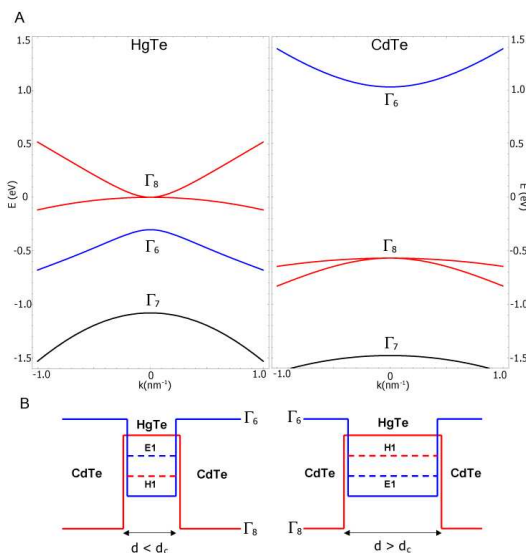 A
HgTe
CdTe
1.5
1.0
0.5
0
-0.5
-1.0
-1.5
E (eV)
Γ8
Γ6
Γ7
-1.0
0
1.0
k(nm⁻¹)
Γ6
Γ8
Γ7
1.5
1.0
0.5
0
-0.5
-1.0
-1.5
E (eV)
-1.0
0
1.0
k(nm⁻¹)
B
HgTe
Γ6
E1
CdTe
CdTe
H1
Γ8
d < dc
Γ6
HgTe
H1
CdTe
CdTe
E1
Γ8
d > dc